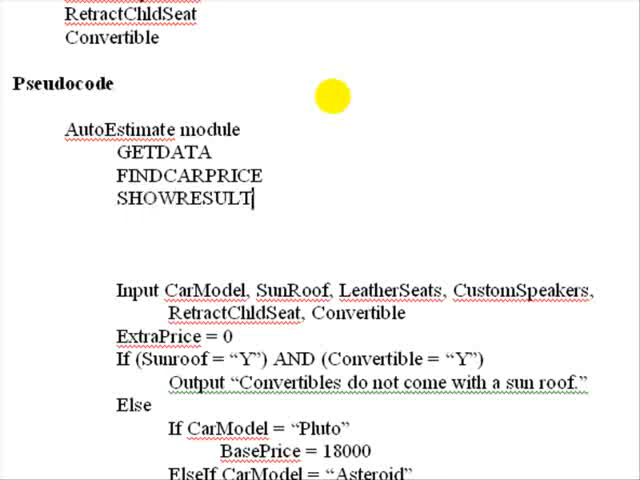 RetractChldSeat
Convertible
Pseudocode
AutoEstimate module
GETDATA
FINDCARPRICE
SHOWRESULT
Input CarModel, SunRoof, LeatherSeats, CustomSpeakers,
RetractChldSeat, Convertible
ExtraPrice = 0
If (Sunroof = “Y”) AND (Convertible = “Y”)
Output “Convertibles do not come with a sun roof.”
Else
If CarModel = “Pluto”
BasePrice = 18000
ElseIf CarModel = “Asteroid”